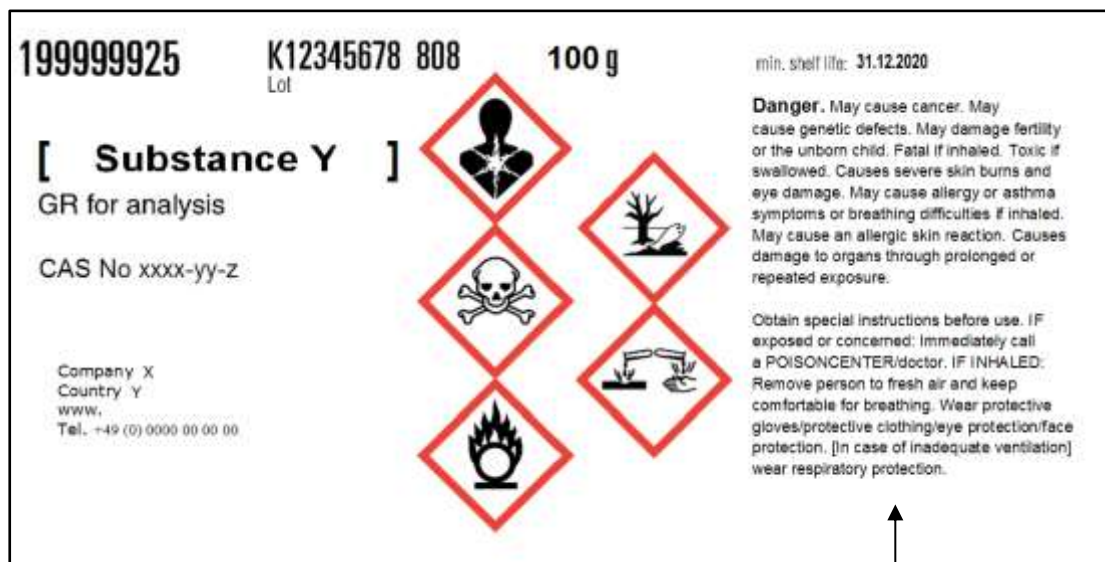 199999925
K12345678 808
Lot
100 g
min. shelf life: 31.12.2020
[ Substance Y ]
GR for analysis
CAS No xxxx-yy-z
Company X
Country Y
www.
Tel. +49 (0) 0000 00 00 00
Danger. May cause cancer. May
cause genetic defects. May damage fertility
or the unborn child. Fatal if inhaled. Toxic if
swallowed. Causes severe skin burns and
eye damage. May cause allergy or asthma
symptoms or breathing difficulties if inhaled.
May cause an allergic skin reaction. Causes
damage to organs through prolonged or
repeated exposure.
Obtain special instructions before use. IF
exposed or concerned: Immediately call
a POISONCENTER/doctor. IF INHALED:
Remove person to fresh air and keep
comfortable for breathing. Wear protective
gloves/protective clothing/eye protection/face
protection. [In case of inadequate ventilation]
wear respiratory protection.